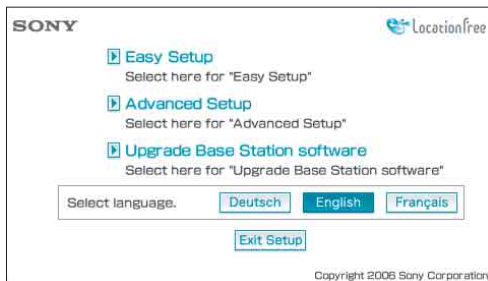 SONY LocationFree
Easy Setup
Select here for "Easy Setup"
Advanced Setup
Select here for "Advanced Setup"
Upgrade Base Station software
Select here for "Upgrade Base Station software"
Select language. Deutsch English Français
Exit Setup
Copyright 2006 Sony Corporation